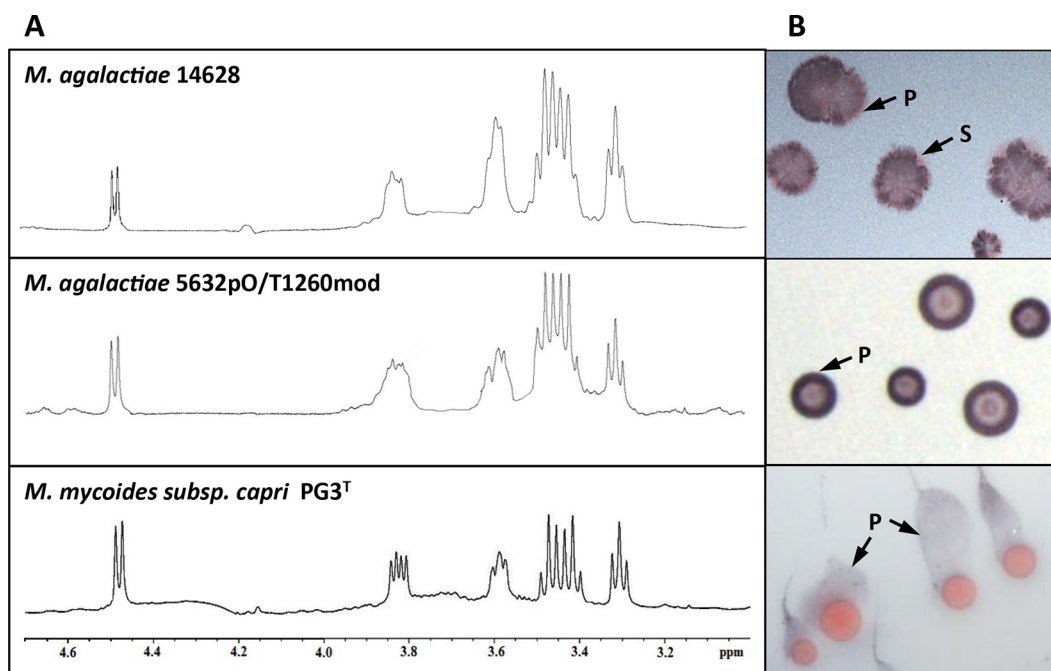 A
B
M. agalactiae 14628
P
S
M. agalactiae 5632pO/T1260mod
P
M. mycoides subsp. capri PG3ᵀ
P
4.6 4.4 4.2 4.0 3.8 3.6 3.4 3.2 ppm